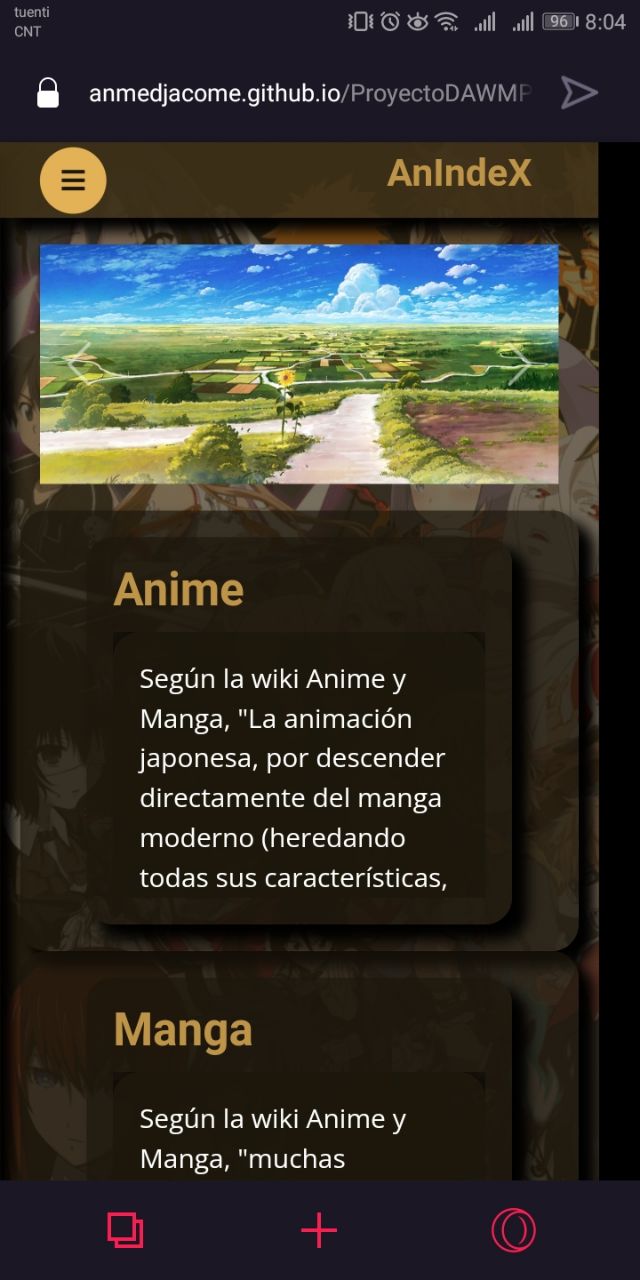 tuenti
CNT
96 8:04
anmedjacome.github.io/ProyectoDAWMP
AnIndeX
Anime
Según la wiki Anime y
Manga, "La animación
japonesa, por descender
directamente del manga
moderno (heredando
todas sus características,
Manga
Según la wiki Anime y
Manga, "muchas